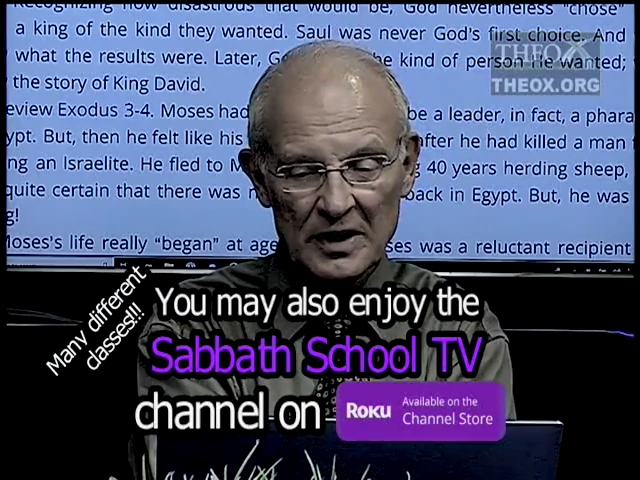 Recognizing how disastrous that would be, God nevertheless "chose"
a king of the kind they wanted. Saul was never God's first choice. And
what the results were. Later, G the kind of person He wanted;
the story of King David.
THEOX
THEOX.ORG
eview Exodus 3-4. Moses had be a leader, in fact, a phara
ypt. But, then he felt like his after he had killed a man
ng an Israelite. He fled to M 40 years herding sheep,
quite certain that there was back in Egypt. But, he was
g!
Moses's life really "began" at age was a reluctant recipient
Many different
classes!!!
You may also enjoy the
Sabbath School TV
channel on
ROKU
Available on the
Channel Store